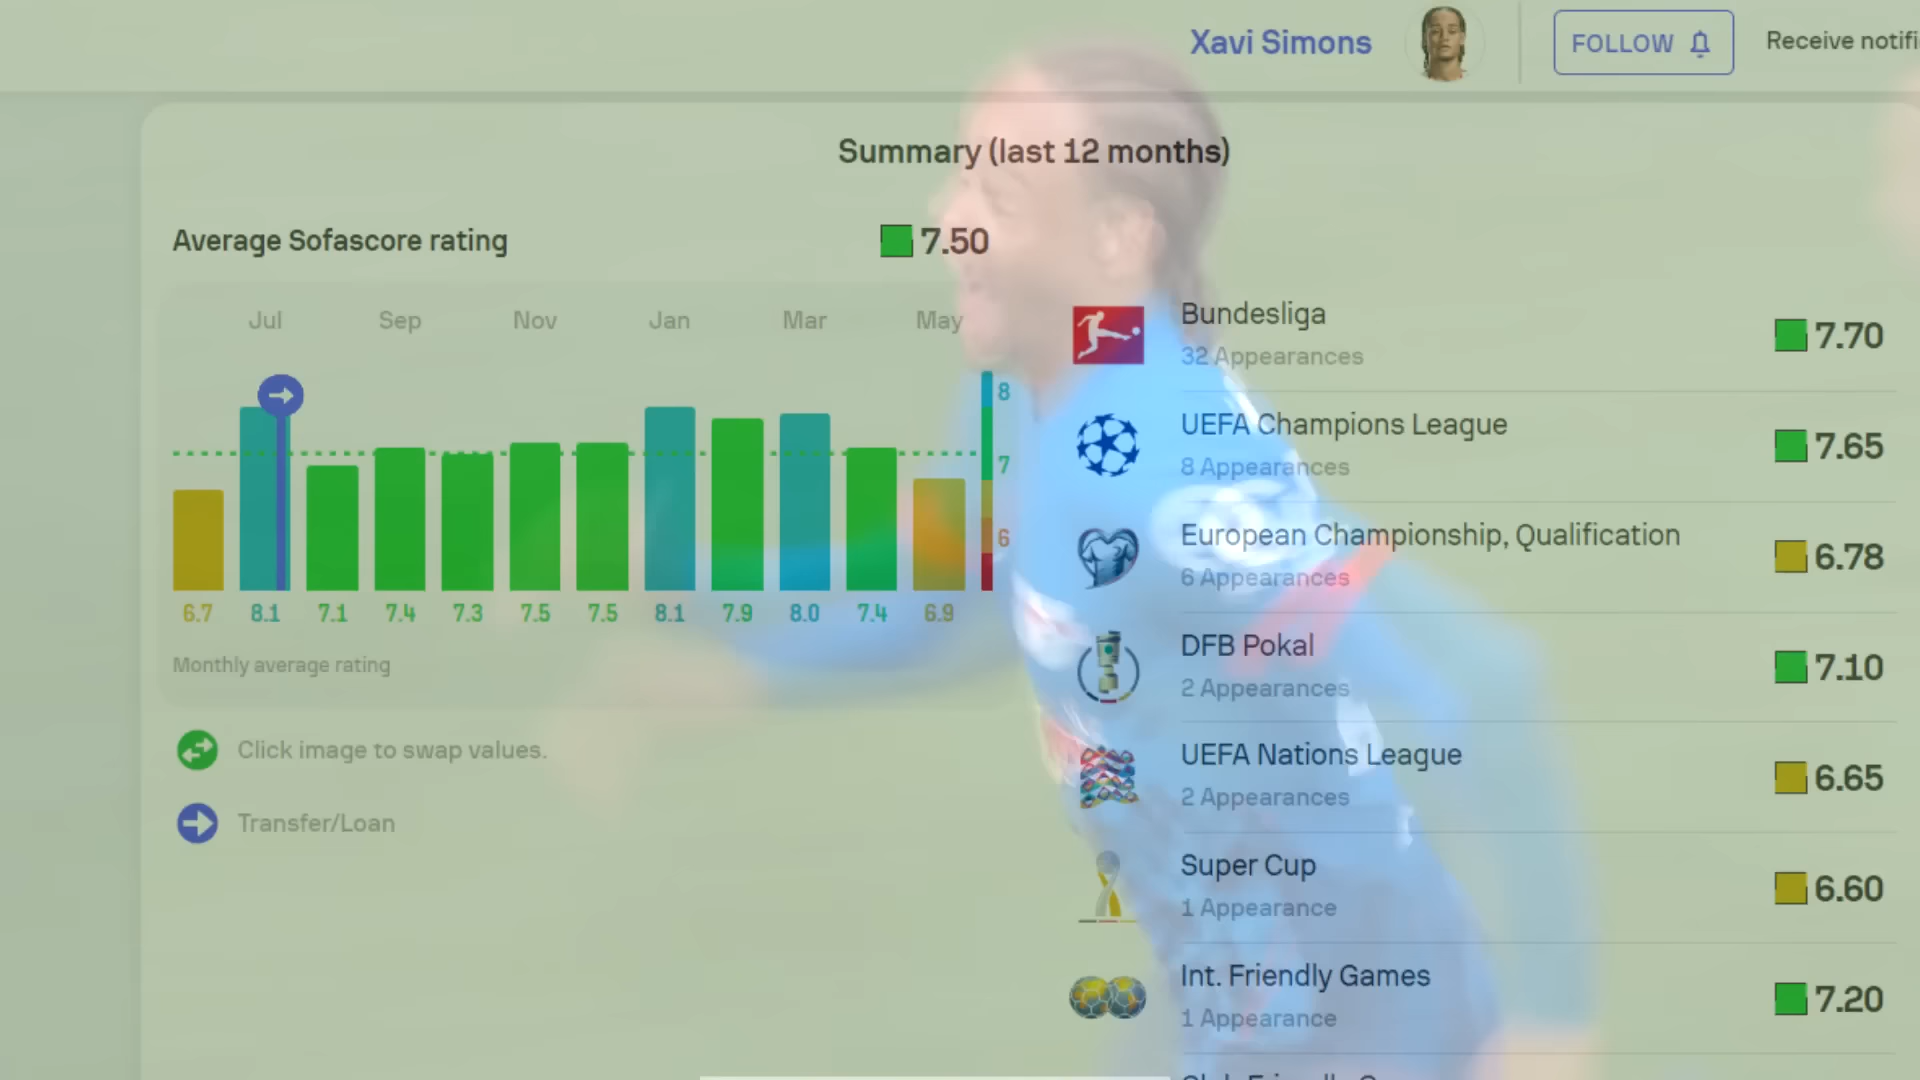 Xavi Simons
FOLLOW
Receive notifi
Summary (last 12 months)
Average Sofascore rating
7.50
Jul Sep Nov Jan Mar May
8
7
6
6.7 8.1 7.1 7.4 7.3 7.5 7.5 8.1 7.9 8.0 7.4 6.9
Monthly average rating
Click image to swap values.
Transfer/Loan
Bundesliga
32 Appearances
7.70
UEFA Champions League
8 Appearances
7.65
European Championship, Qualification
6 Appearances
6.78
DFB Pokal
2 Appearances
7.10
UEFA Nations League
2 Appearances
6.65
Super Cup
1 Appearance
6.60
Int. Friendly Games
1 Appearance
7.20